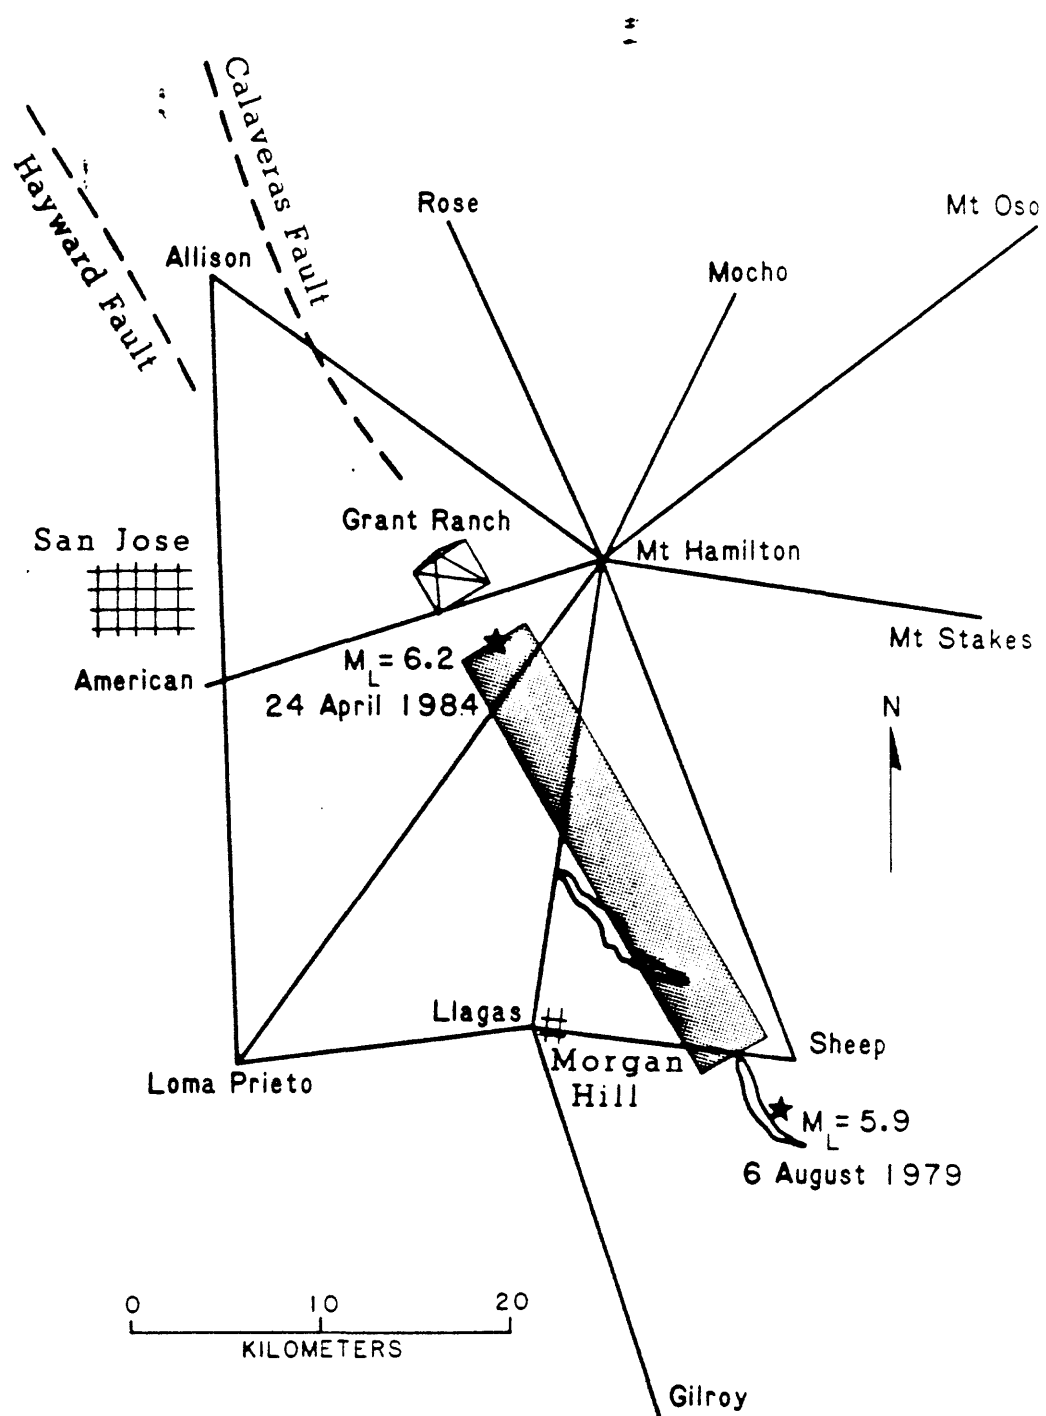 Calaveras Fault
Hayward Fault
Rose
Mt Oso
Allison
Mocho
Grant Ranch
San Jose
Mt Hamilton
Mt Stakes
M_L = 6.2
American
24 April 1984
N
Llagas
Sheep
Morgan
Hill
Loma Prieto
M_L = 5.9
6 August 1979
0 10 20
KILOMETERS
Gilroy